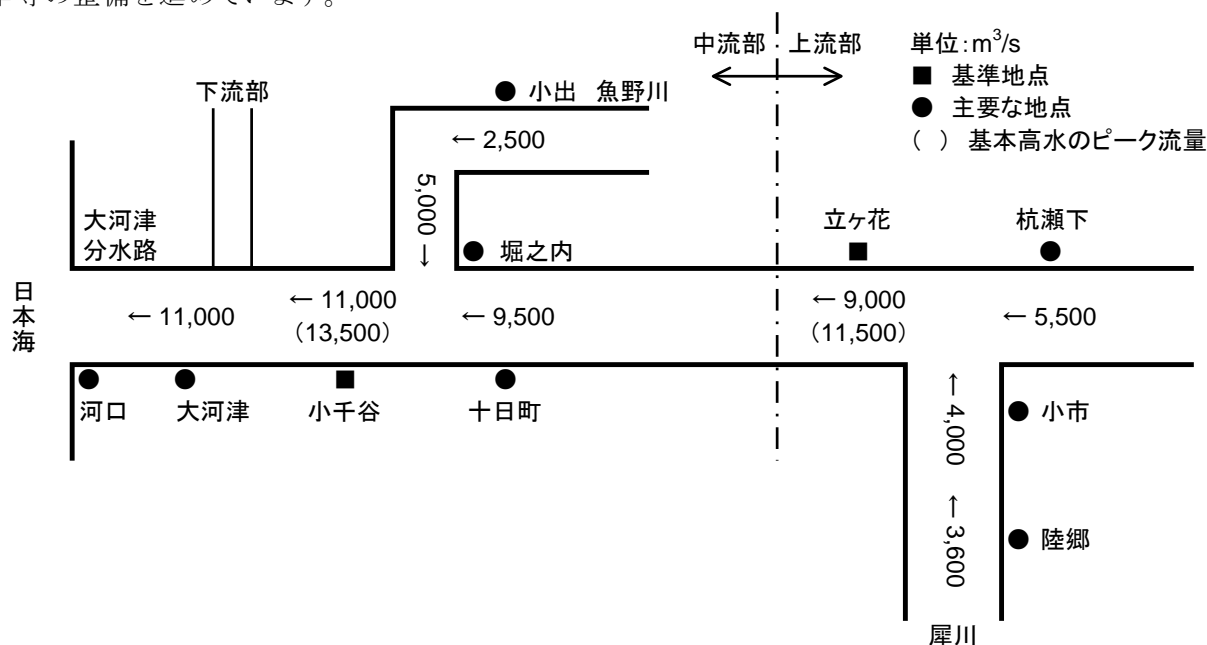 中流部
上流部
単位:m³/s
■ 基準地点
● 主要な地点
( ) 基本高水のピーク流量
下流部
● 小出 魚野川
← 2,500
5,000 →
大河津
分水路
● 堀之内
立ヶ花
■
杭瀬下
●
日本海
← 11,000
← 11,000
(13,500)
← 9,500
← 9,000
(11,500)
← 5,500
河口
大河津
小千谷
十日町
← 4,000
● 小市
← 3,600
● 陸郷
犀川